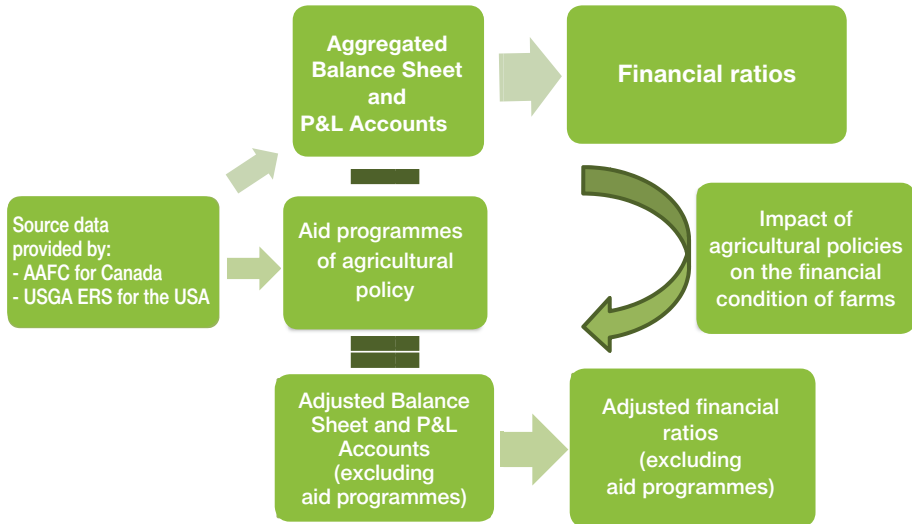 Aggregated
Balance Sheet
and
P&L Accounts
Financial ratios
Source data
provided by:
- AAFC for Canada
- USGA ERS for the USA
Aid programmes
of agricultural
policy
Impact of
agricultural policies
on the financial
condition of farms
Adjusted Balance
Sheet and P&L
Accounts
(excluding
aid programmes)
Adjusted financial
ratios
(excluding
aid programmes)